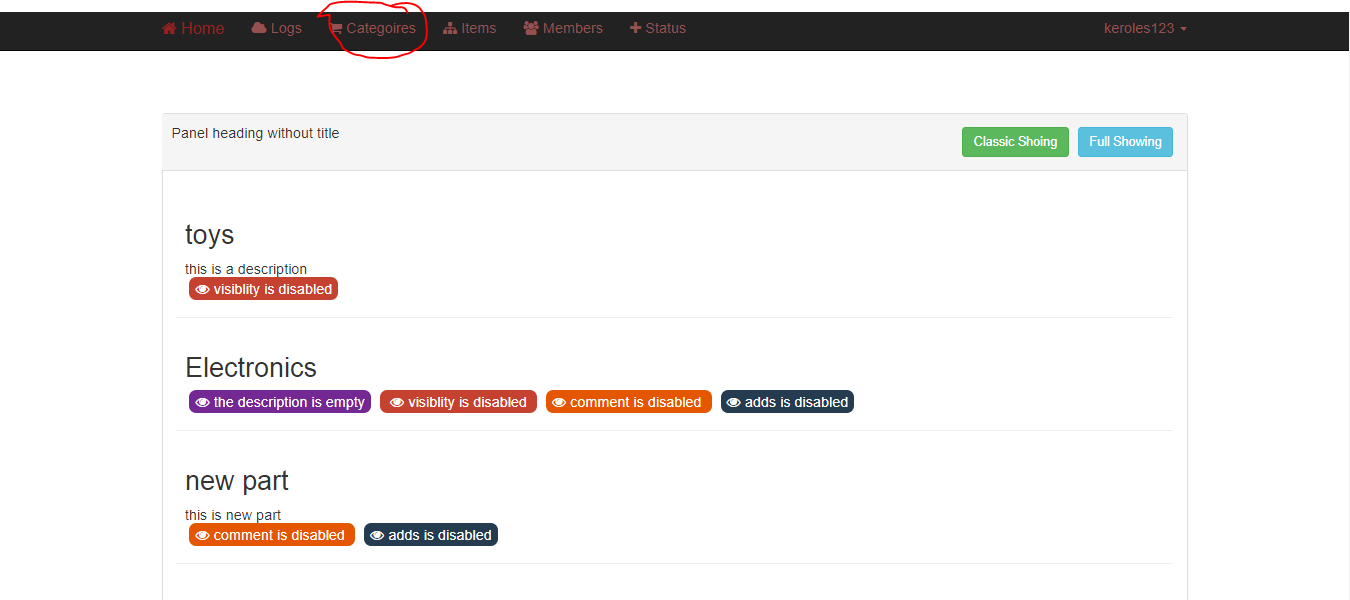 Home Logs Categoires Items Members Status keroles123
Panel heading without title Classic Shoing Full Showing
toys
this is a description
visiblity is disabled
Electronics
the description is empty visiblity is disabled comment is disabled adds is disabled
new part
this is new part
comment is disabled adds is disabled